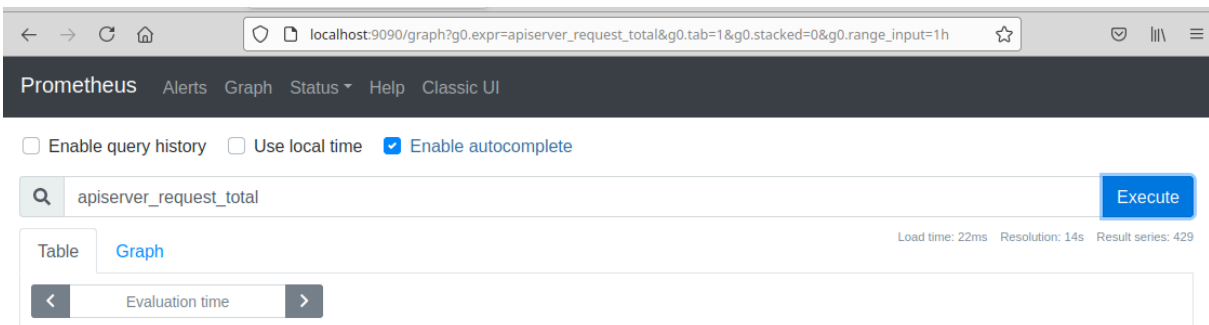 localhost:9090/graph?g0.expr=apiserver_request_total&g0.tab=1&g0.stacked=0&g0.range_input=1h
Prometheus Alerts Graph Status Help Classic UI
Enable query history Use local time Enable autocomplete
apiserver_request_total Execute
Load time: 22ms Resolution: 14s Result series: 429
Table Graph
Evaluation time